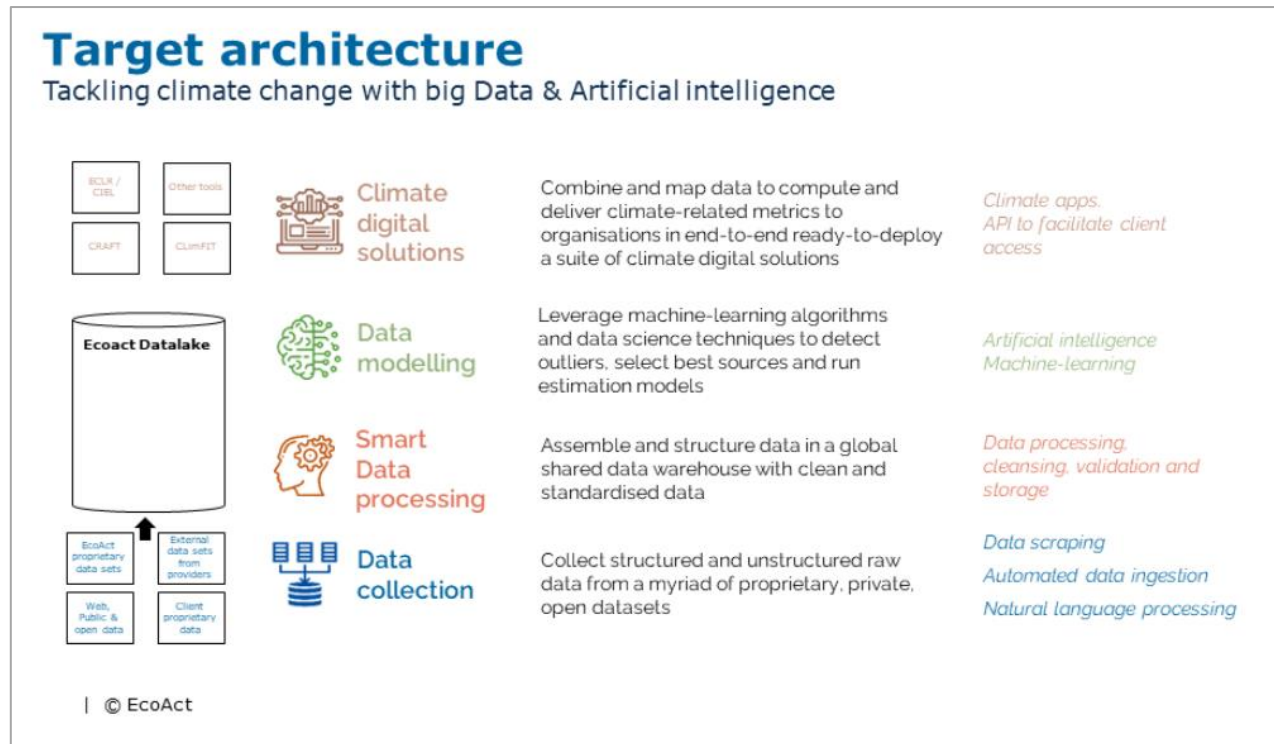 Target architecture
Tackling climate change with big Data & Artificial intelligence
ECLR /
CIEL
Other tools
CRAFT
CLimFIT
Climate
digital
solutions
Combine and map data to compute and
deliver climate-related metrics to
organisations in end-to-end ready-to-deploy
a suite of climate digital solutions
Climate apps.
API to facilitate client
access
Ecoact Datalake
Data
modelling
Leverage machine-learning algorithms
and data science techniques to detect
outliers, select best sources and run
estimation models
Artificial intelligence
Machine-learning
Smart
Data
processing
Assemble and structure data in a global
shared data warehouse with clean and
standardised data
Data processing,
cleansing, validation and
storage
EcoAct
proprietary
data sets
External
data sets
from
providers
Web,
Public &
open data
Client
proprietary
data
Data
collection
Collect structured and unstructured raw
data from a myriad of proprietary, private,
open datasets
Data scraping
Automated data ingestion
Natural language processing
| © EcoAct